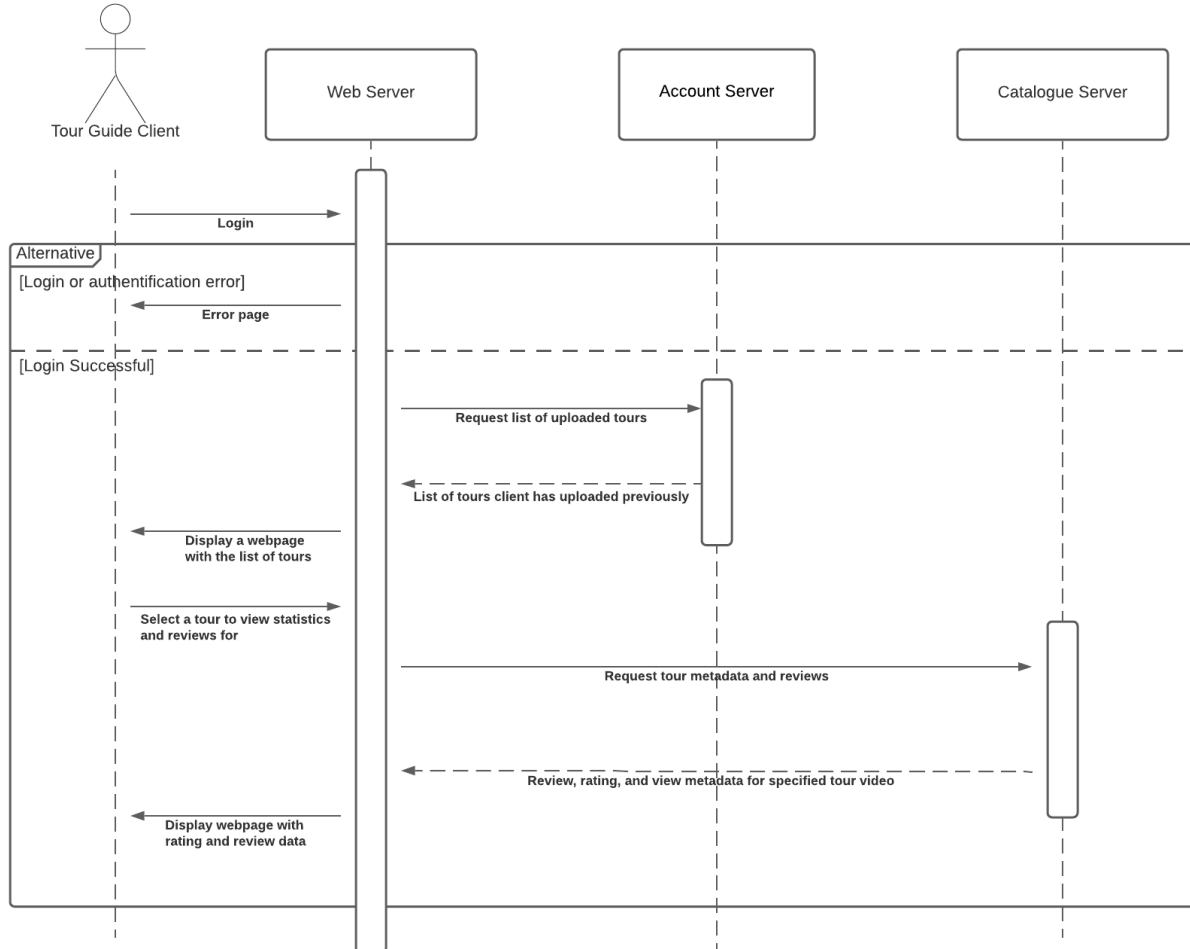 Tour Guide Client
Web Server
Account Server
Catalogue Server
Login
Alternative
[Login or authentification error]
Error page
[Login Successful]
Request list of uploaded tours
List of tours client has uploaded previously
Display a webpage
with the list of tours
Select a tour to view statistics
and reviews for
Request tour metadata and reviews
Review, rating, and view metadata for specified tour video
Display webpage with
rating and review data